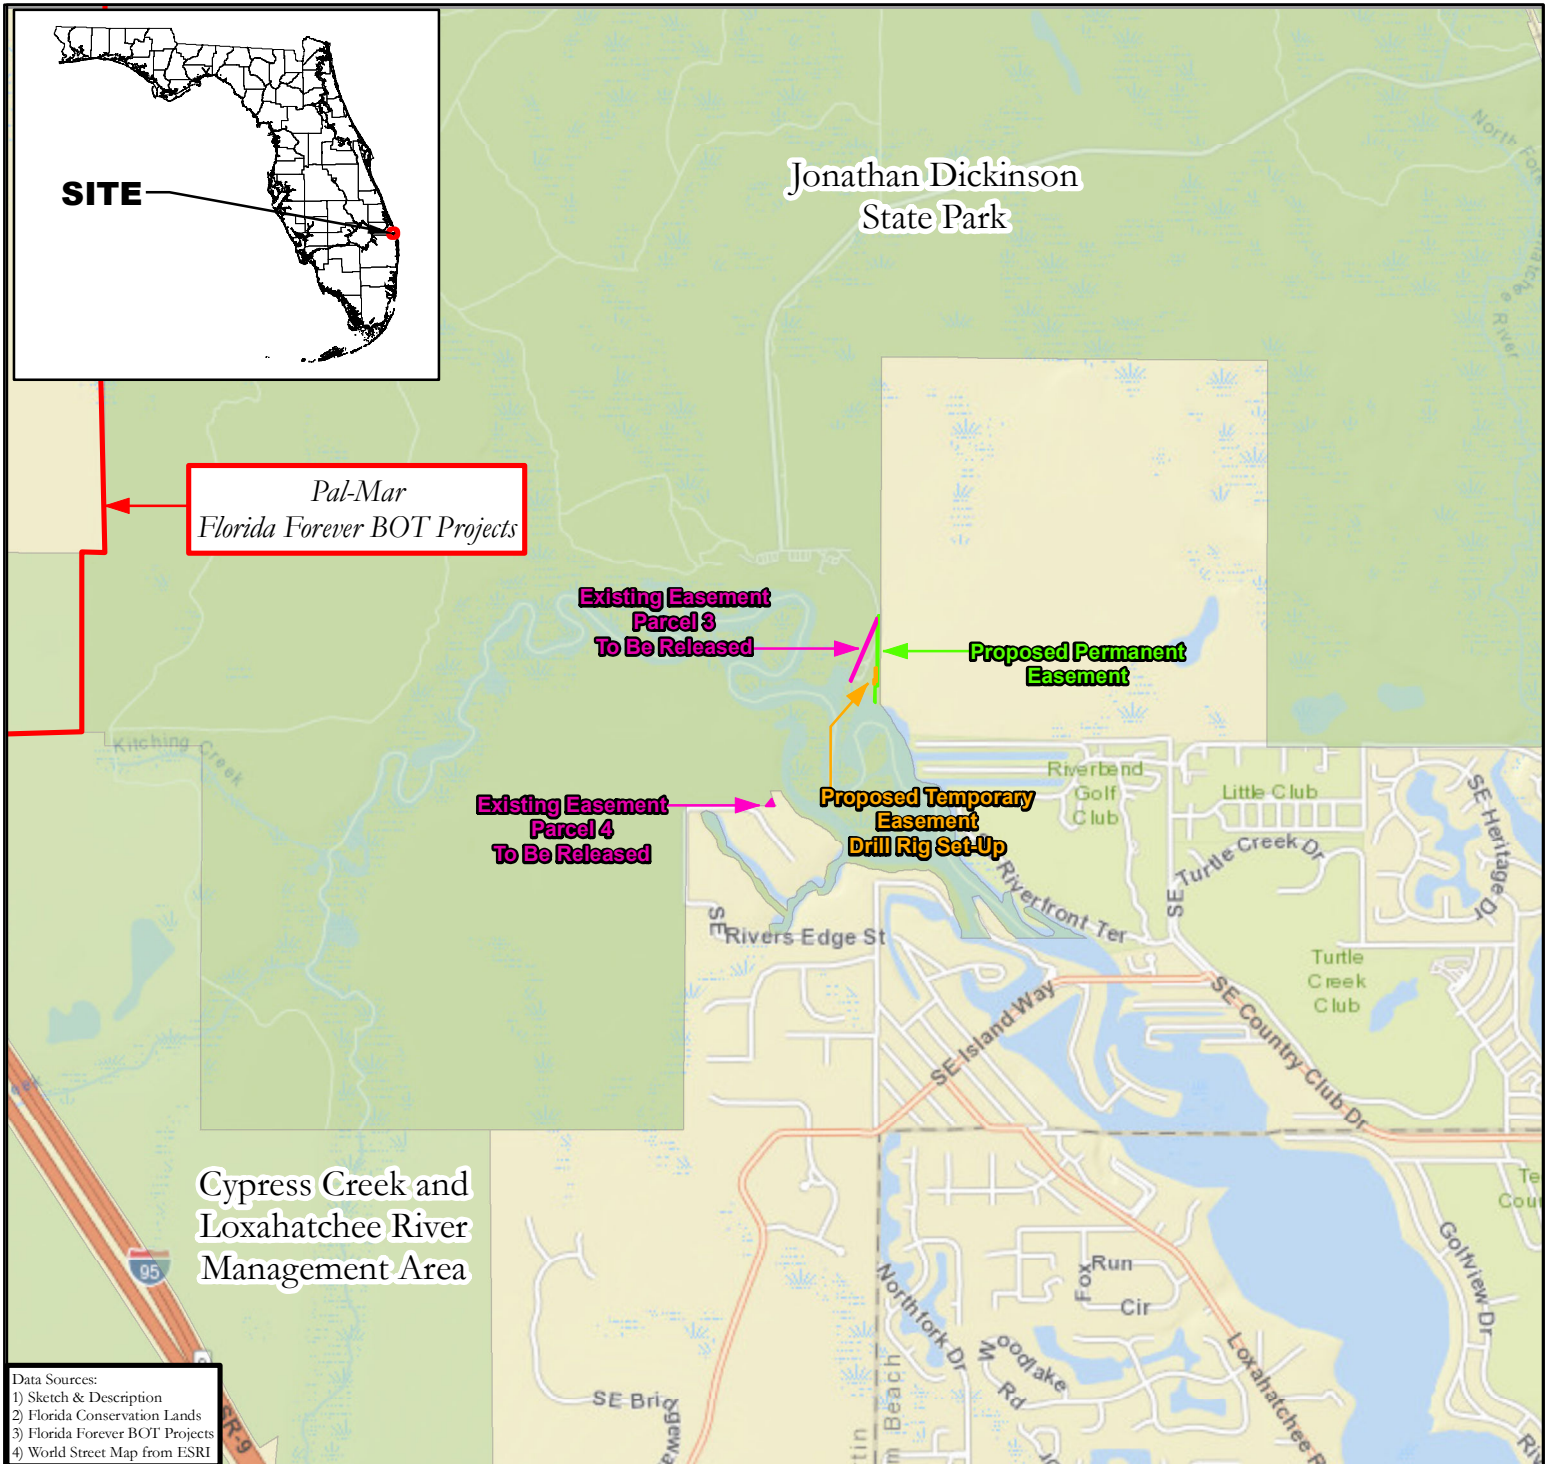 SITE
Jonathan Dickinson
State Park
North Fork
River
Pal-Mar
Florida Forever BOT Projects
Existing Easement
Parcel 3
To Be Released
Proposed Permanent
Easement
Kitching Creek
Existing Easement
Parcel 4
To Be Released
Proposed Temporary
Easement
Drill Rig Set-Up
Riverbend
Golf
Club
Little Club
SE Heritage Dr
SE Turtle Creek Dr
Riverfront Ter
SE
Rivers Edge St
Turtle
Creek
Club
SE Island Way
SE Country Club Dr
Cypress Creek and
Loxahatchee River
Management Area
95
Fox
Run
Cir
Northfork Dr
Woodlake
Rd
Golfview Dr
Loxahatchee R
SE Bridgewa
Beach
SR-9
Data Sources:
1) Sketch & Description
2) Florida Conservation Lands
3) Florida Forever BOT Projects
4) World Street Map from ESRI